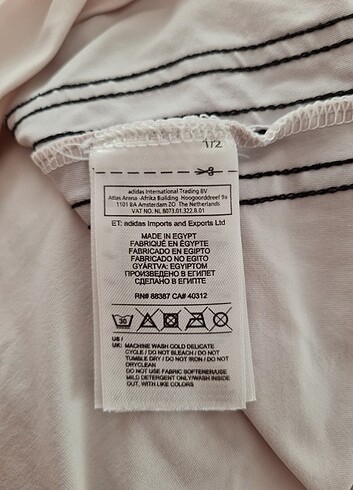 1/2
adidas International Trading BV
Atlas Arena -Afrika Building Hoogoorddreef 9a
1101 BA Amsterdam ZO The Netherlands
VAT NO. NL 8073.01.322.B.01
ET: adidas Imports and Exports Ltd
MADE IN EGYPT
FABRIQUÉ EN ÉGYPTE
FABRICADO EN EGIPTO
FABRICADO NO EGITO
GYÁRTVA: EGYIPTOM
ПРОИЗВЕДЕНО В ЕГИПЕТ
СДЕЛАНО В ЕГИПТЕ
RN# 88387 CA# 40312
30
US /
UK: MACHINE WASH COLD DELICATE
CYCLE / DO NOT BLEACH / DO NOT
TUMBLE DRY / DO NOT IRON / DO NOT
DRYCLEAN
DO NOT USE FABRIC SOFTENER/USE
MILD DETERGENT ONLY/WASH INSIDE
OUT, WITH LIKE COLORS